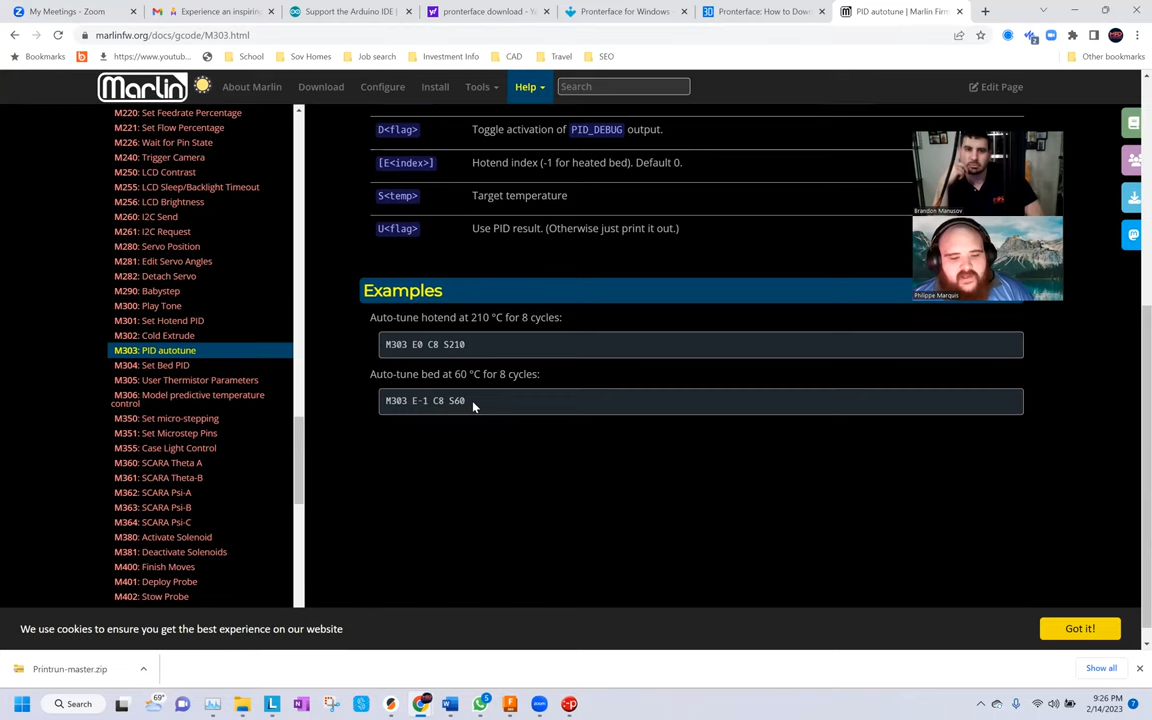 My Meetings - Zoom
Experience an inspirin
Support the Arduino IDE |
pronterface download - Ya
Pronterface for Windows -
Pronterface: How to Down
PID autotune | Marlin Firm
marlinfw.org/docs/gcode/M303.html
Bookmarks
https://www.youtub...
School
Sov Homes
Job search
Investment Info
CAD
Travel
SEO
Other bookmarks
Marlin
About Marlin
Download
Configure
Install
Tools
Help
Search
Edit Page
M220: Set Feedrate Percentage
M221: Set Flow Percentage
M226: Wait for Pin State
M240: Trigger Camera
M250: LCD Contrast
M255: LCD Sleep/Backlight Timeout
M256: LCD Brightness
M260: I2C Send
M261: I2C Request
M280: Servo Position
M281: Edit Servo Angles
M282: Detach Servo
M290: Babystep
M300: Play Tone
M301: Set Hotend PID
M302: Cold Extrude
M303: PID autotune
M304: Set Bed PID
M305: User Thermistor Parameters
M306: Model predictive temperature
control
M350: Set micro-stepping
M351: Set Microstep Pins
M355: Case Light Control
M360: SCARA Theta A
M361: SCARA Theta-B
M362: SCARA Psi-A
M363: SCARA Psi-B
M364: SCARA Psi-C
M380: Activate Solenoid
M381: Deactivate Solenoids
M400: Finish Moves
M401: Deploy Probe
M402: Stow Probe
D<flag> Toggle activation of PID_DEBUG output.
[E<index>] Hotend index (-1 for heated bed). Default 0.
S<temp> Target temperature
U<flag> Use PID result. (Otherwise just print it out.)
Examples
Auto-tune hotend at 210 °C for 8 cycles:
M303 E0 C8 S210
Auto-tune bed at 60 °C for 8 cycles:
M303 E-1 C8 S60
Brandon Manusov
Philippe Marquis
We use cookies to ensure you get the best experience on our website
Got it!
Printrun-master.zip
Show all
Search
69°
5
9:26 PM
2/14/2023